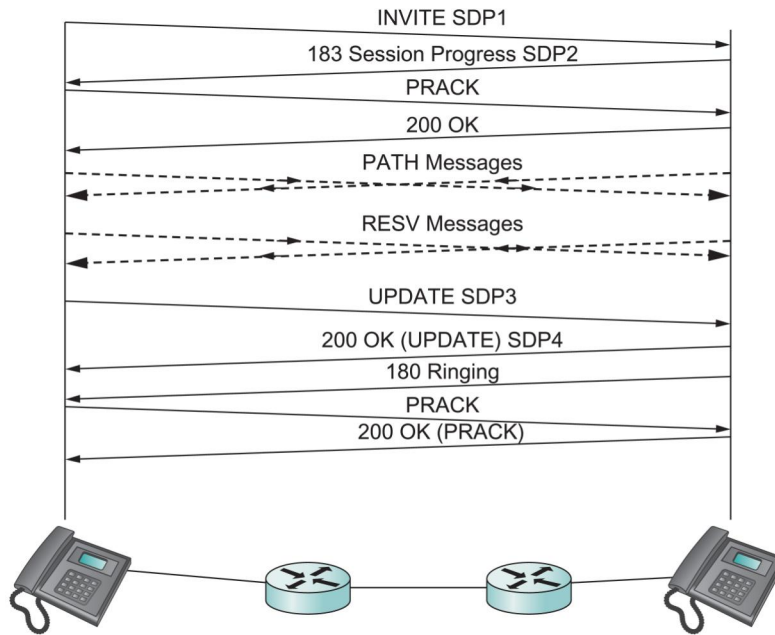 INVITE SDP1
183 Session Progress SDP2
PRACK
200 OK
PATH Messages
RESV Messages
UPDATE SDP3
200 OK (UPDATE) SDP4
180 Ringing
PRACK
200 OK (PRACK)